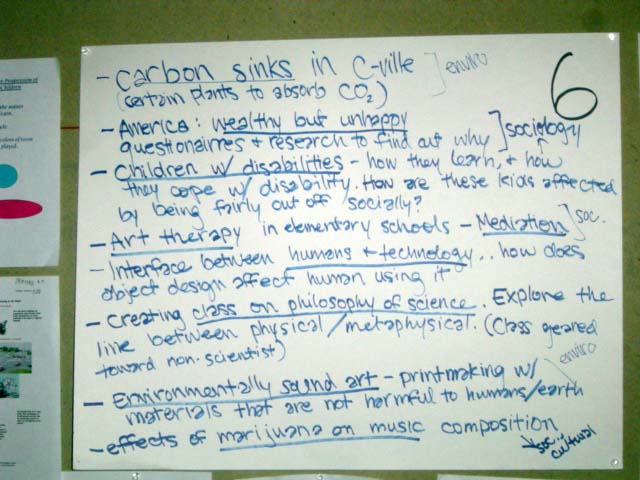 - Carbon sinks in C-ville ] enviro
(certain plants to absorb CO2)
6
- America: wealthy but unhappy
questionairres + research to find out why ] sociology
- Children w/ disabilities - how they learn, + how
they cope w/ disability. How are these kids affected
by being fairly cut off socially?
- Art therapy in elementary schools - Mediation ] soc.
- Interface between humans + technology .. how does
object design affect human using it
- Creating class on philosophy of science. Explore the
line between physical / metaphysical. (Class geared
toward non-scientist)
- Environmentally sound art - printmaking w/ enviro
materials that are not harmful to humans/earth
- effects of marijuana on music composition
soc.
cultural